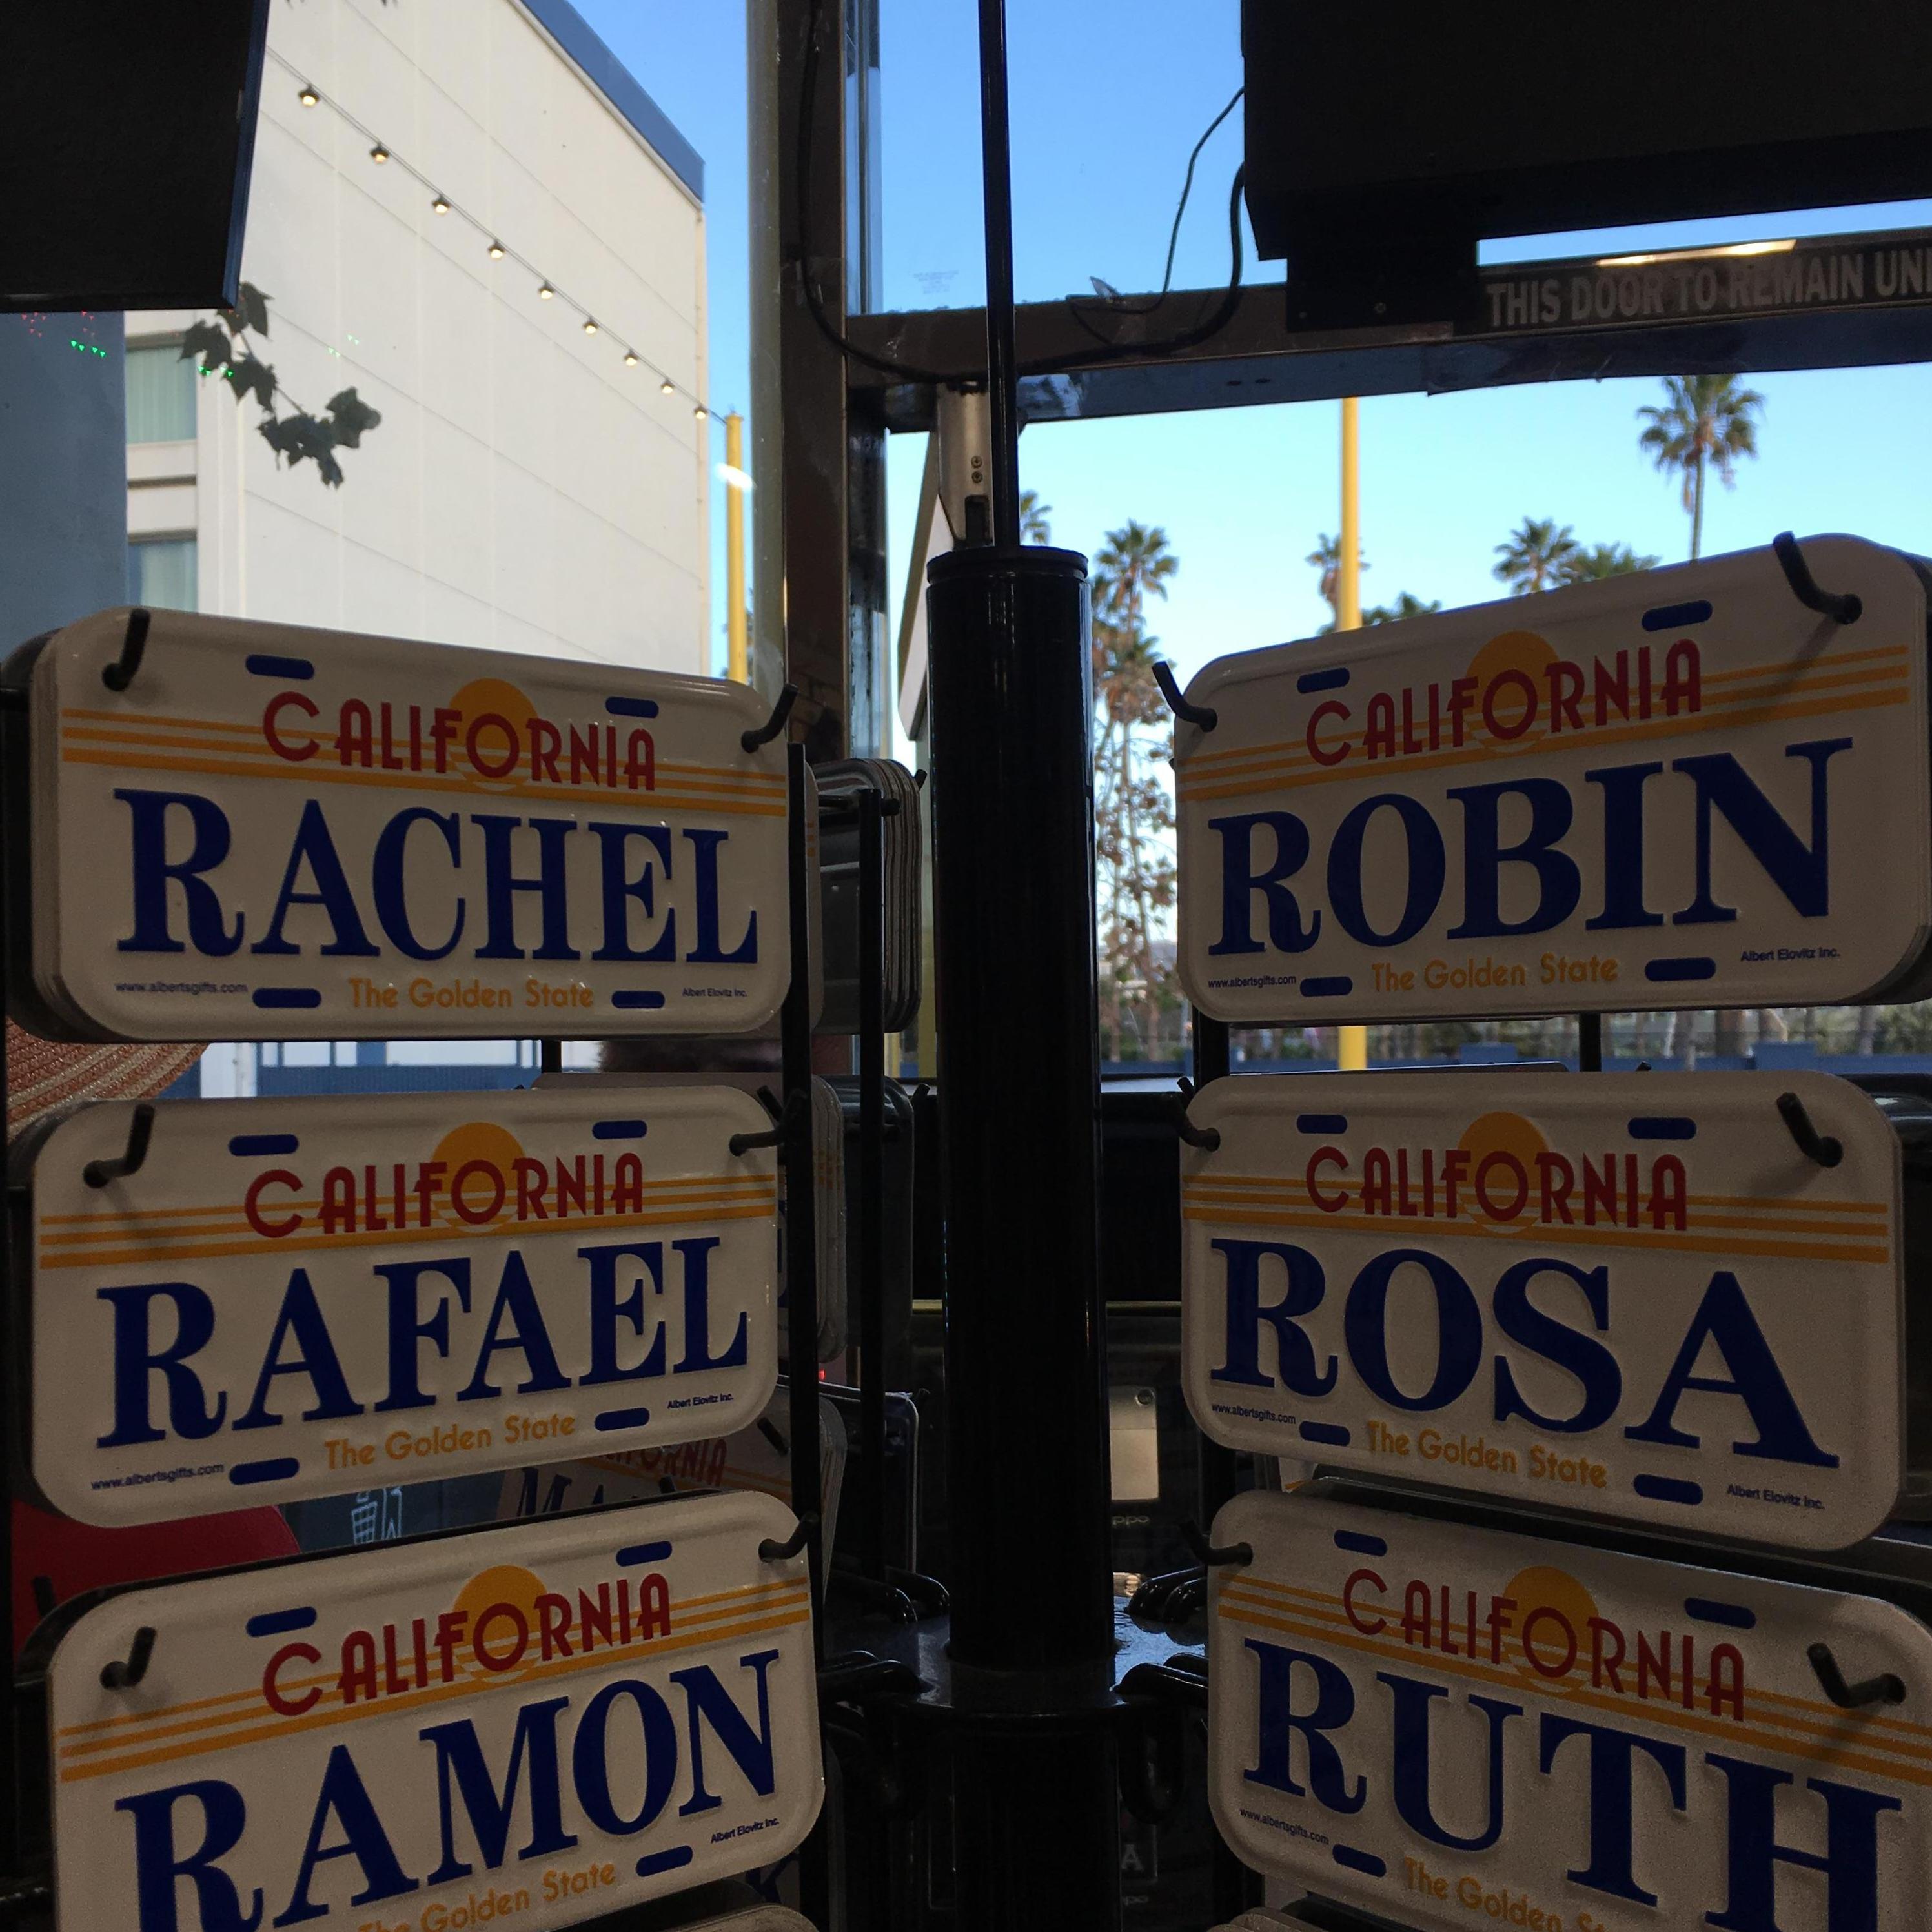 THIS DOOR TO REMAIN
CALIFORNIA
RACHEL
www.albertsgifts.com
The Golden State
Albert Elovitz Inc.
CALIFORNIA
RAFAEL
www.albertsgifts.com
The Golden State
Albert Elovitz Inc.
CALIFORNIA
RAMON
The Golden State
Albert Elovitz Inc.
CALIFORNIA
ROBIN
www.albertsgifts.com
The Golden State
Albert Elovitz Inc.
CALIFORNIA
ROSA
www.albertsgifts.com
The Golden State
Albert Elovitz Inc.
CALIFORNIA
RUTH
www.albertsgifts.com
The Golden